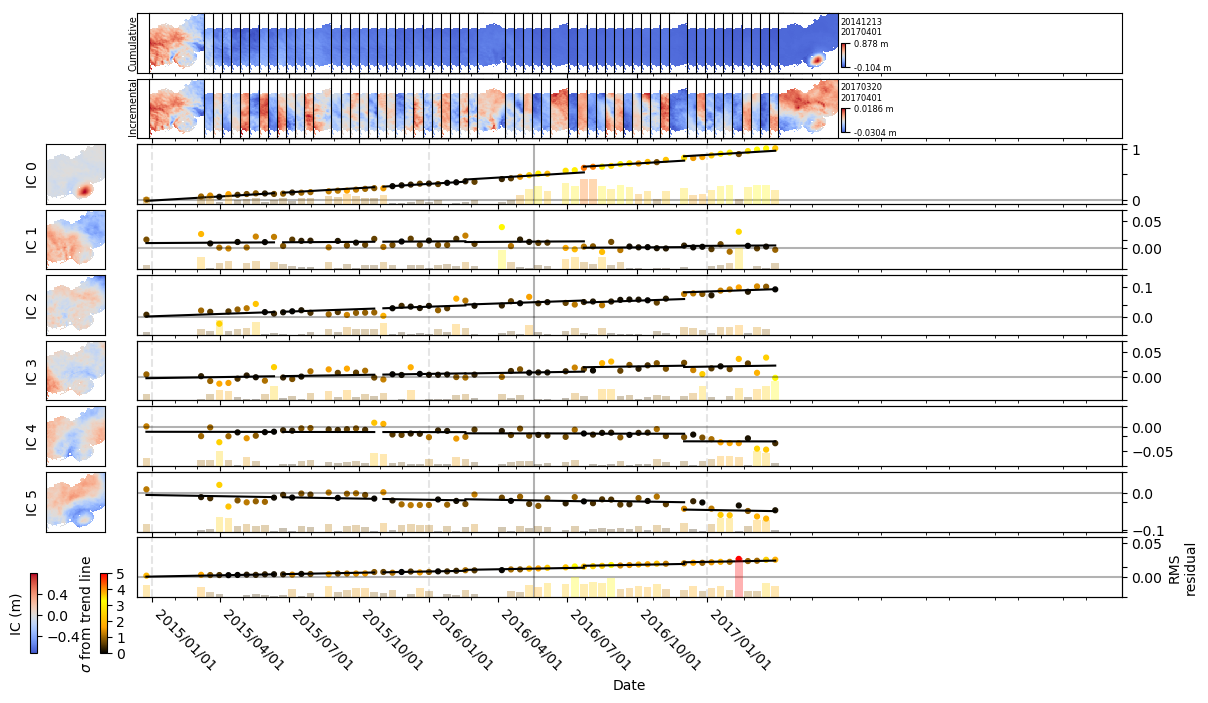 Cumulative
20141213
20170401
0.878 m
-0.104 m
Incremental
20170320
20170401
0.0186 m
-0.0304 m
IC 0
1
0
IC 1
0.05
0.00
IC 2
0.1
0.0
IC 3
0.05
0.00
IC 4
0.00
−0.05
IC 5
0.0
−0.1
0.05
0.00
RMS
residual
IC (m)
0.4
0.0
−0.4
σ from trend line
5
4
3
2
1
0
2015/01/01
2015/04/01
2015/07/01
2015/10/01
2016/01/01
2016/04/01
2016/07/01
2016/10/01
2017/01/01
Date